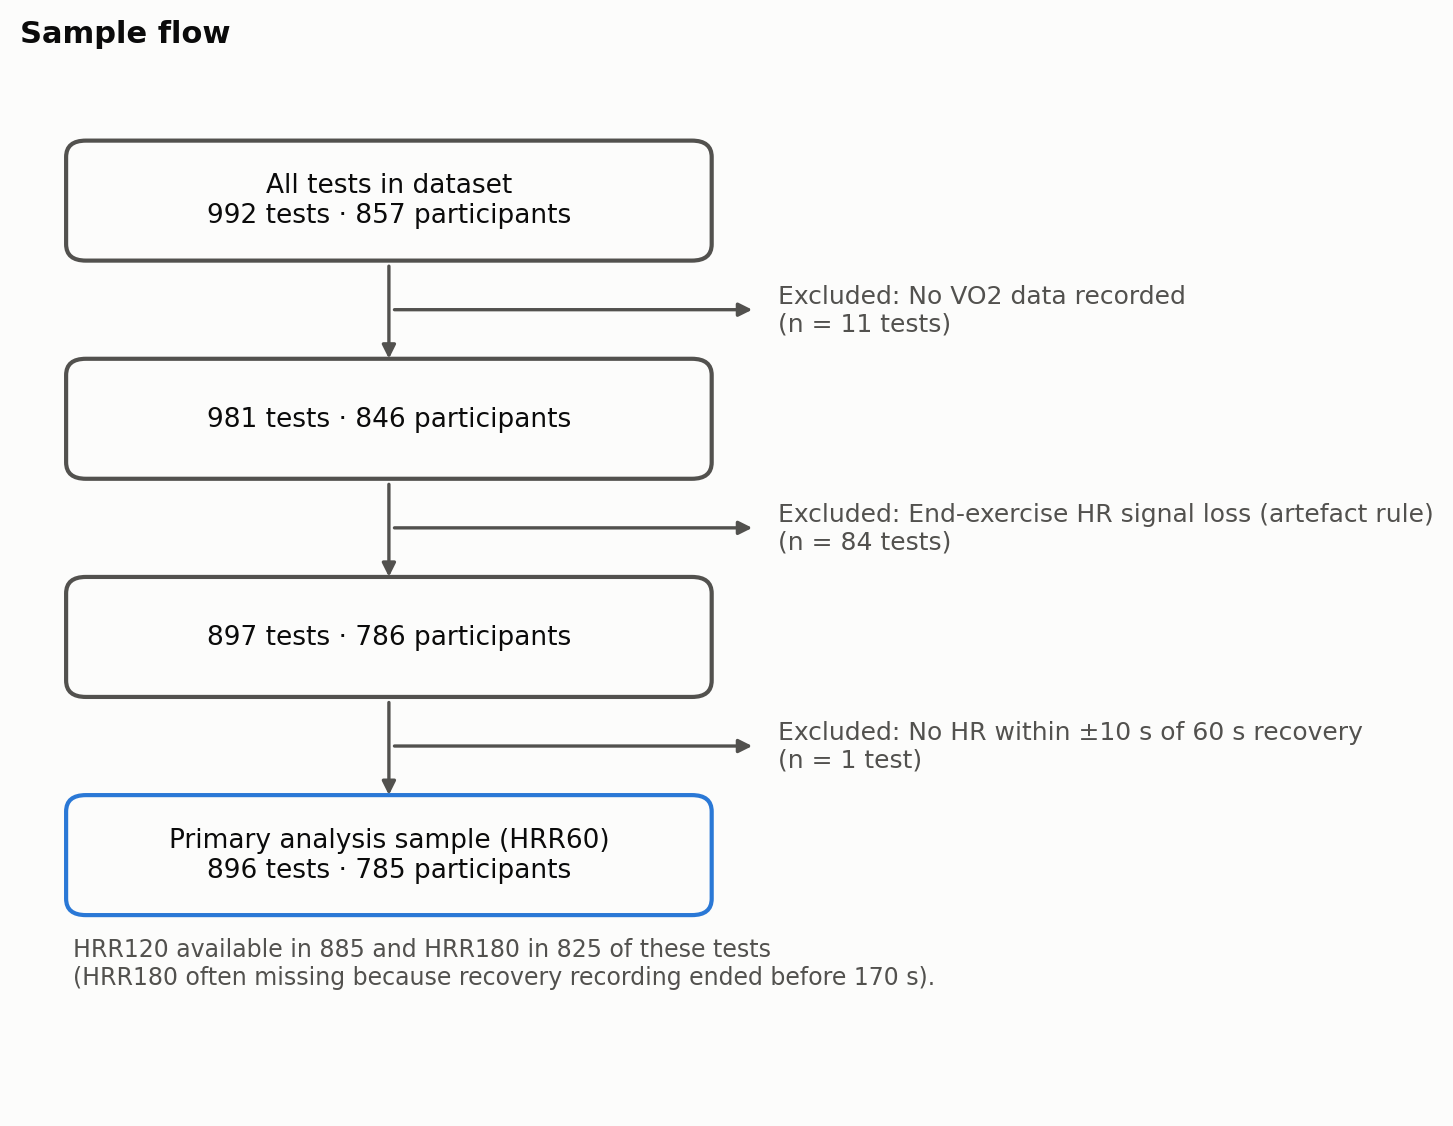 Sample flow
All tests in dataset
992 tests · 857 participants
Excluded: No VO2 data recorded
(n = 11 tests)
981 tests · 846 participants
Excluded: End-exercise HR signal loss (artefact rule)
(n = 84 tests)
897 tests · 786 participants
Excluded: No HR within ±10 s of 60 s recovery
(n = 1 test)
Primary analysis sample (HRR60)
896 tests · 785 participants
HRR120 available in 885 and HRR180 in 825 of these tests
(HRR180 often missing because recovery recording ended before 170 s).